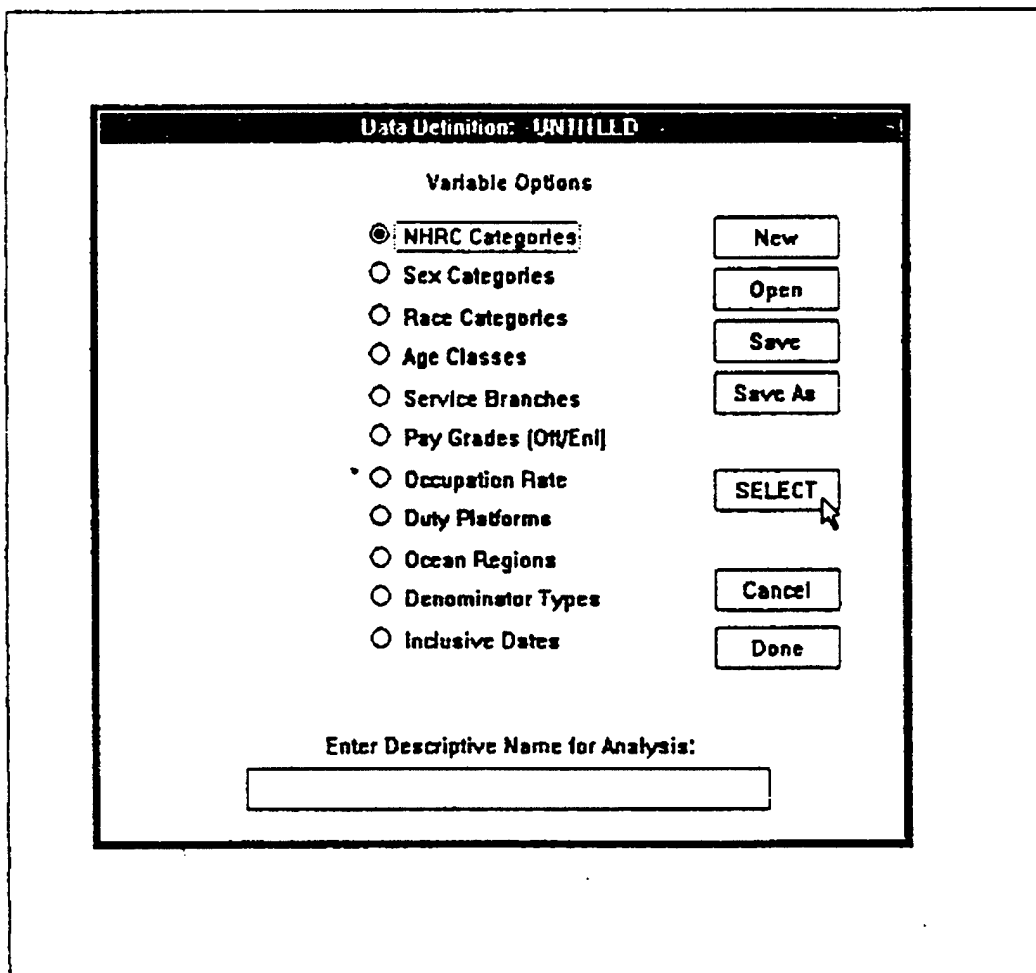 Data Definition: UNTITLED
Variable Options
NHRC Categories
Sex Categories
Race Categories
Age Classes
Service Branches
Pay Grades (Off/Enl)
Occupation Rate
Duty Platforms
Ocean Regions
Denominator Types
Inclusive Dates
New
Open
Save
Save As
SELECT
Cancel
Done
Enter Descriptive Name for Analysis: